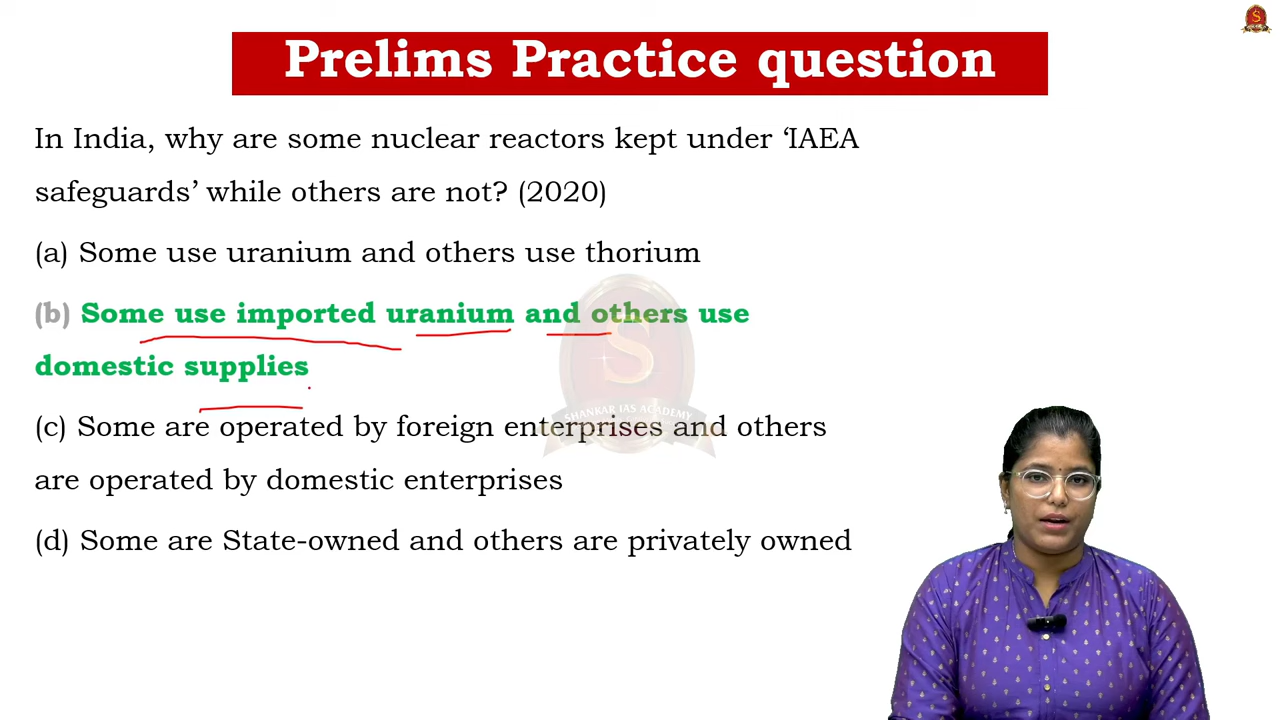 Prelims Practice question
In India, why are some nuclear reactors kept under ‘IAEA
safeguards’ while others are not? (2020)
(a) Some use uranium and others use thorium
(b) Some use imported uranium and others use
domestic supplies
(c) Some are operated by foreign enterprises and others
are operated by domestic enterprises
(d) Some are State-owned and others are privately owned
S
SHANKAR IAS ACADEMY